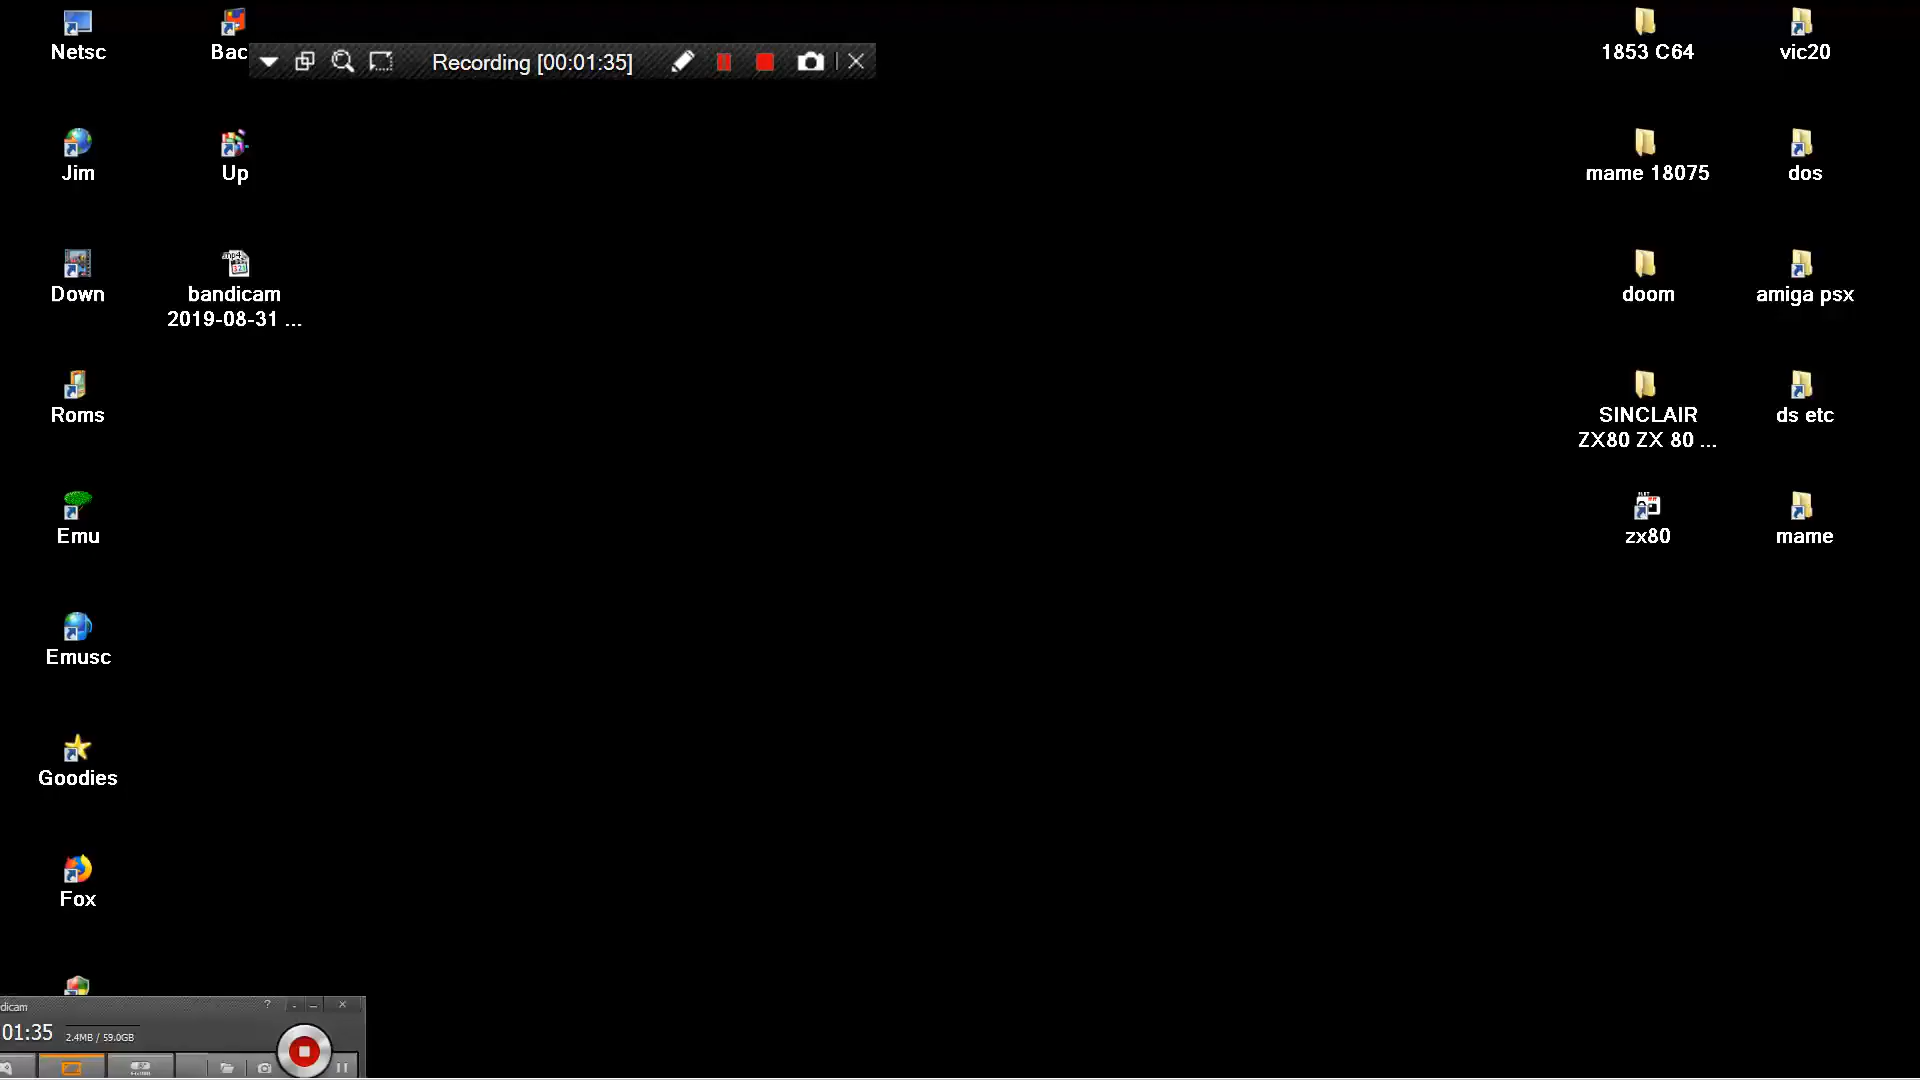 Netsc
Bac
Recording [00:01:35]
1853 C64
vic20
Jim
Up
mame 18075
dos
Down
bandicam
2019-08-31 ...
doom
amiga psx
Roms
SINCLAIR
ZX80 ZX 80 ...
ds etc
Emu
zx80
mame
Emusc
Goodies
Fox
dicam
01:35
2.4MB / 59.0GB